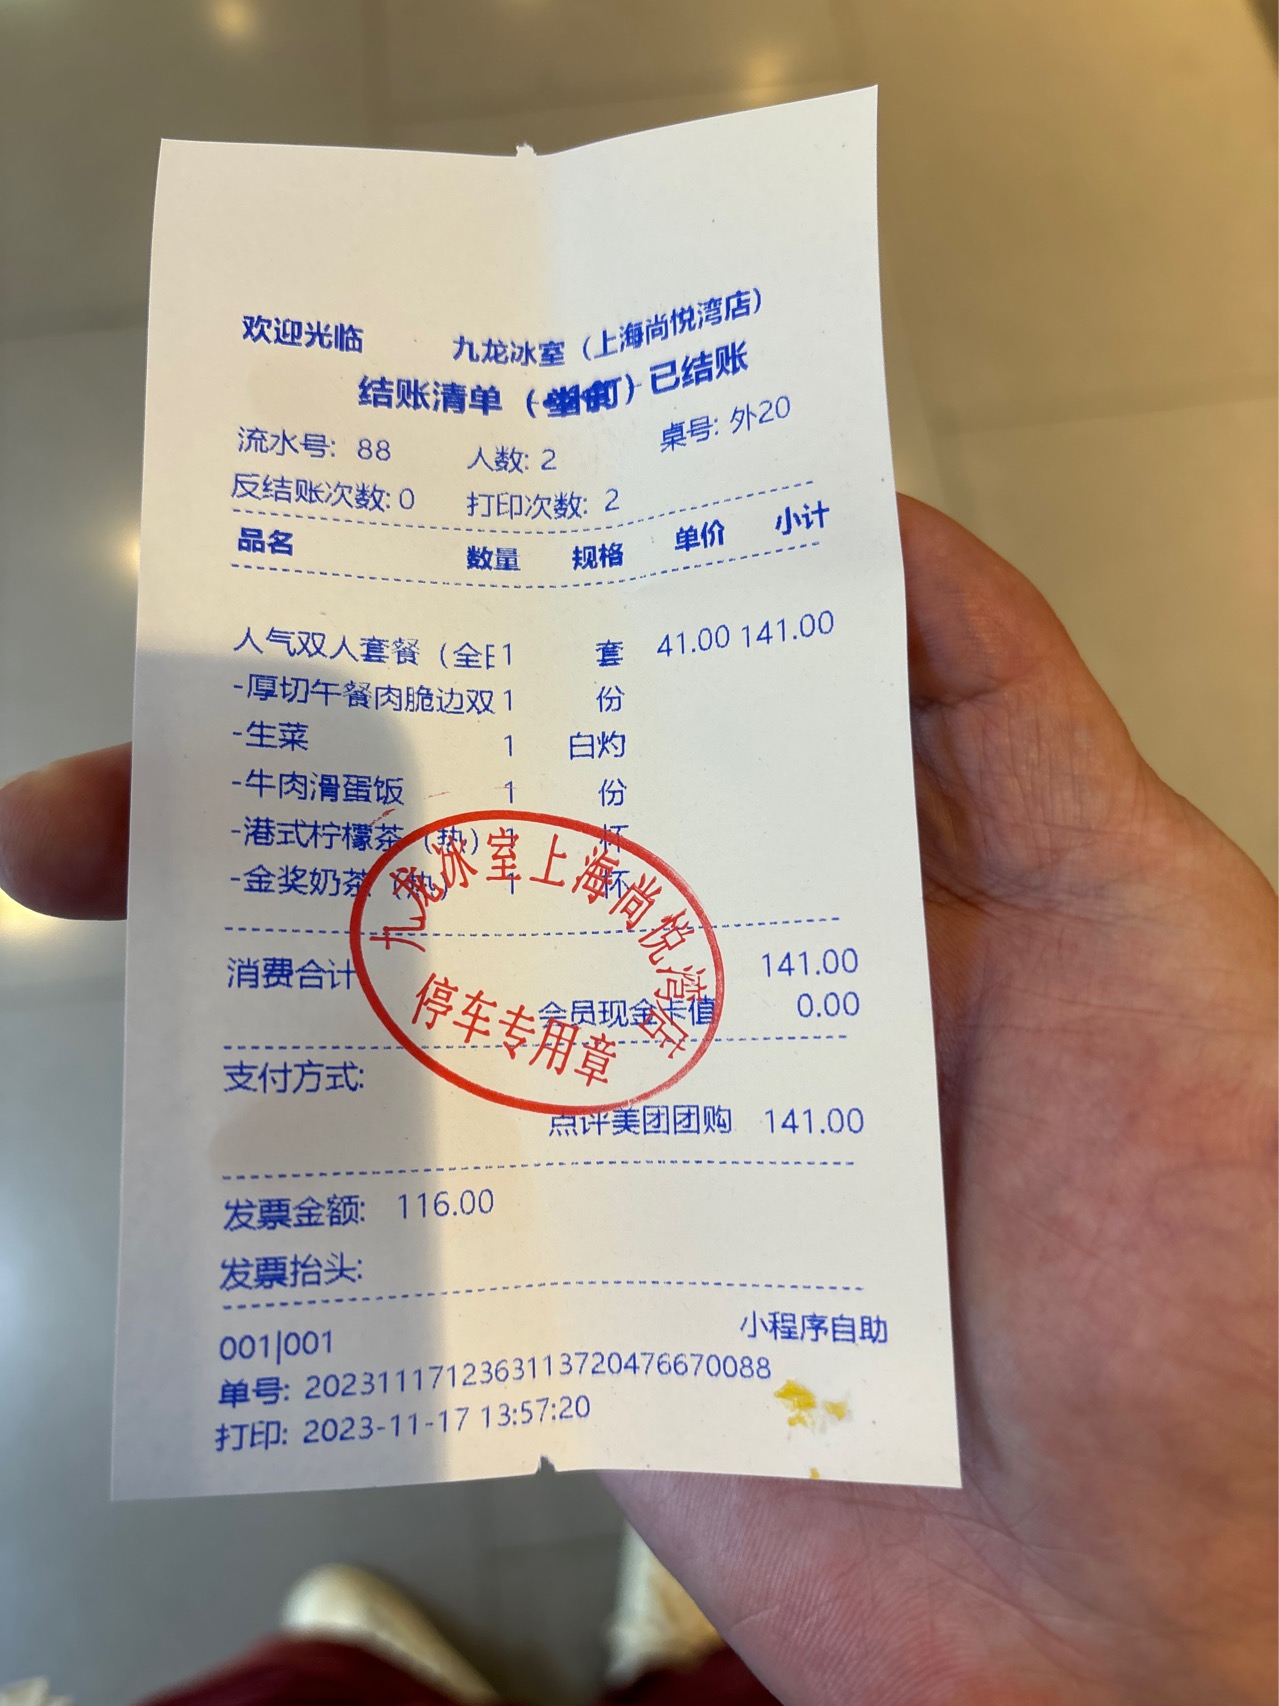 欢迎光临 九龙冰室（上海尚悦湾店）
结账清单（ ）已结账
流水号: 88 人数: 2 桌号: 外20
反结账次数: 0 打印次数: 2
品名 数量 规格 单价 小计
人气双人套餐（全日1 套 41.00 141.00
-厚切午餐肉脆边双 1 份
-生菜 1 白灼
-牛肉滑蛋饭 1 份
-港式柠檬茶（热） 1 杯
-金奖奶茶（热） 1 杯
九龙冰室上海尚悦湾店
停车专用章
消费合计 141.00
会员现金卡值 0.00
支付方式:
点评美团团购 141.00
发票金额: 116.00
发票抬头:
001|001 小程序自助
单号: 2023111712363113720476670088
打印: 2023-11-17 13:57:20